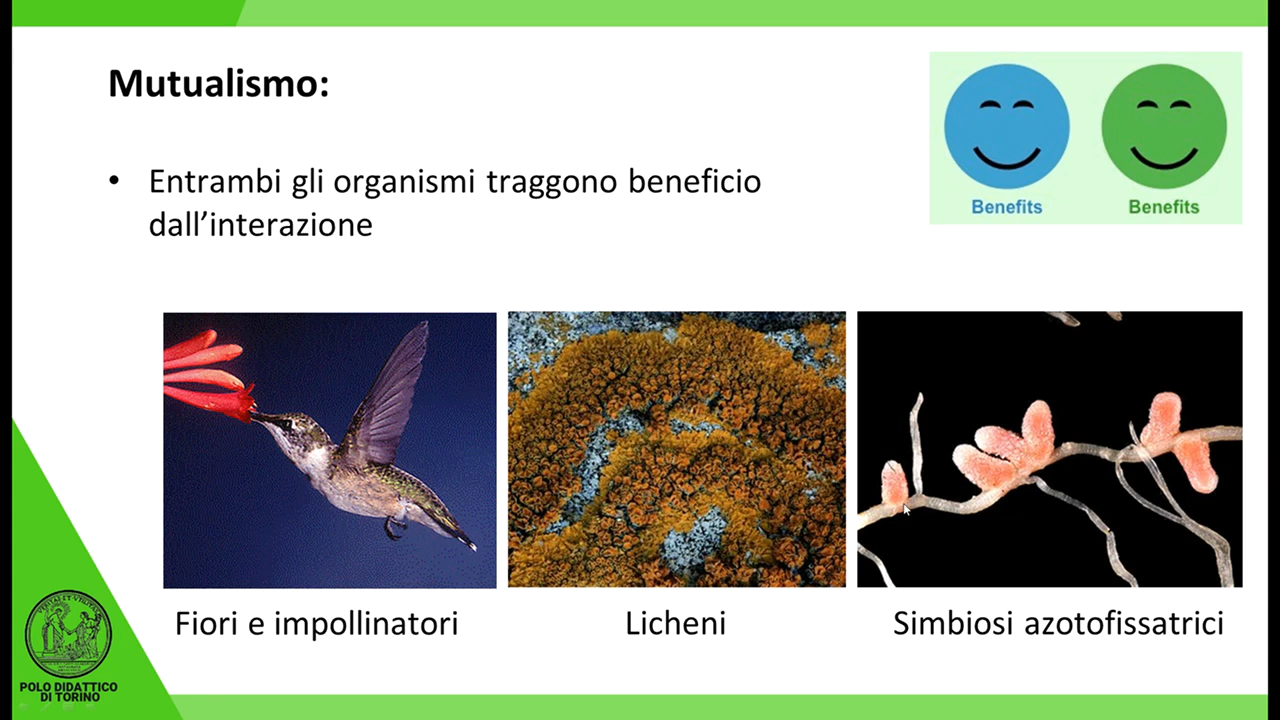 Mutualismo:
• Entrambi gli organismi traggono beneficio
dall’interazione
Benefits
Benefits
Fiori e impollinatori
Licheni
Simbiosi azotofissatrici
POLO DIDATTICO
DI TORINO